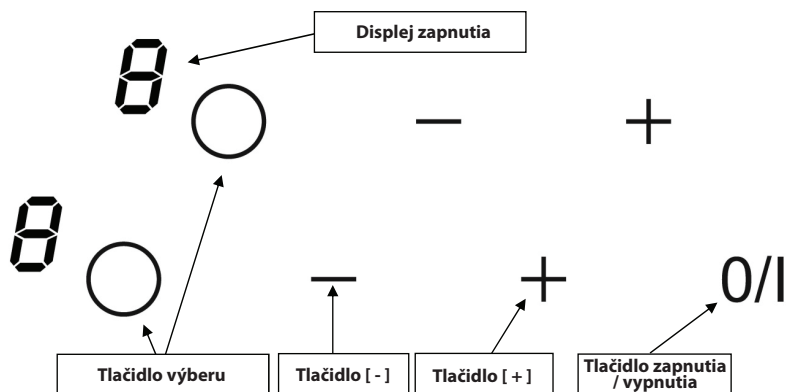 Displej zapnutia
8
− +
8
− + 0/I
Tlačidlo výberu
Tlačidlo [ - ]
Tlačidlo [ + ]
Tlačidlo zapnutia
/ vypnutia